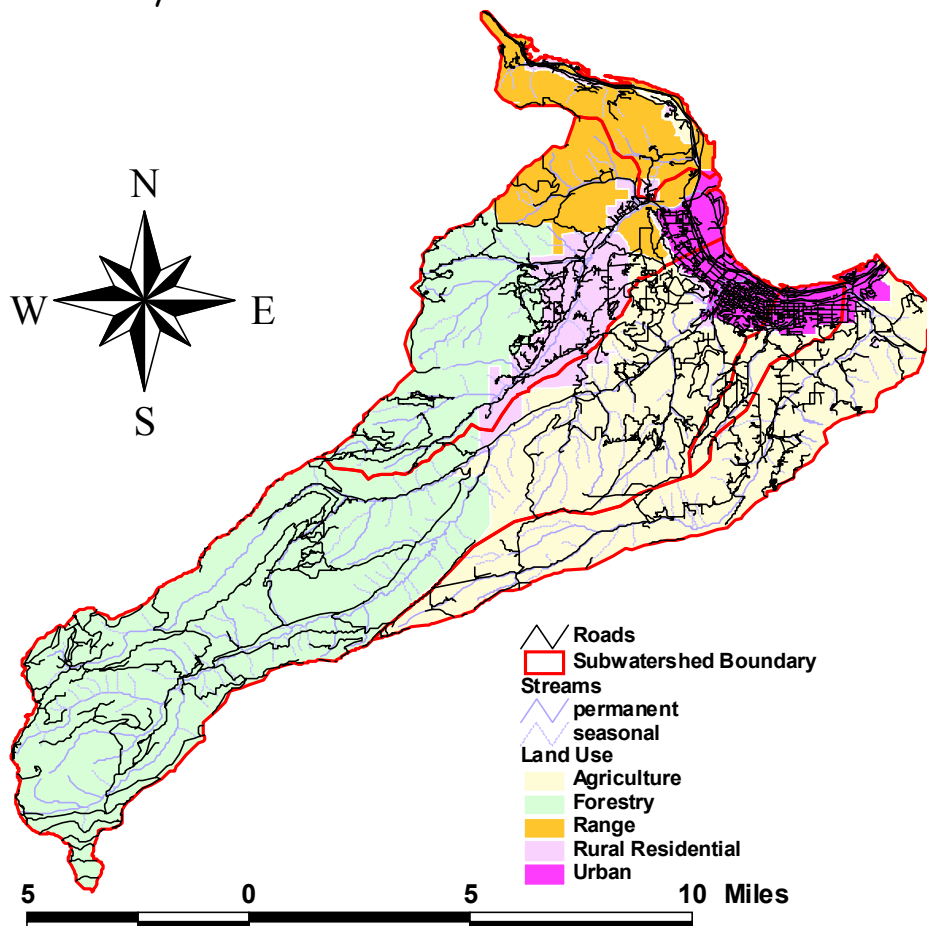 N
W E
S
Roads
Subwatershed Boundary
Streams
permanent
seasonal
Land Use
Agriculture
Forestry
Range
Rural Residential
Urban
5 0 5 10 Miles